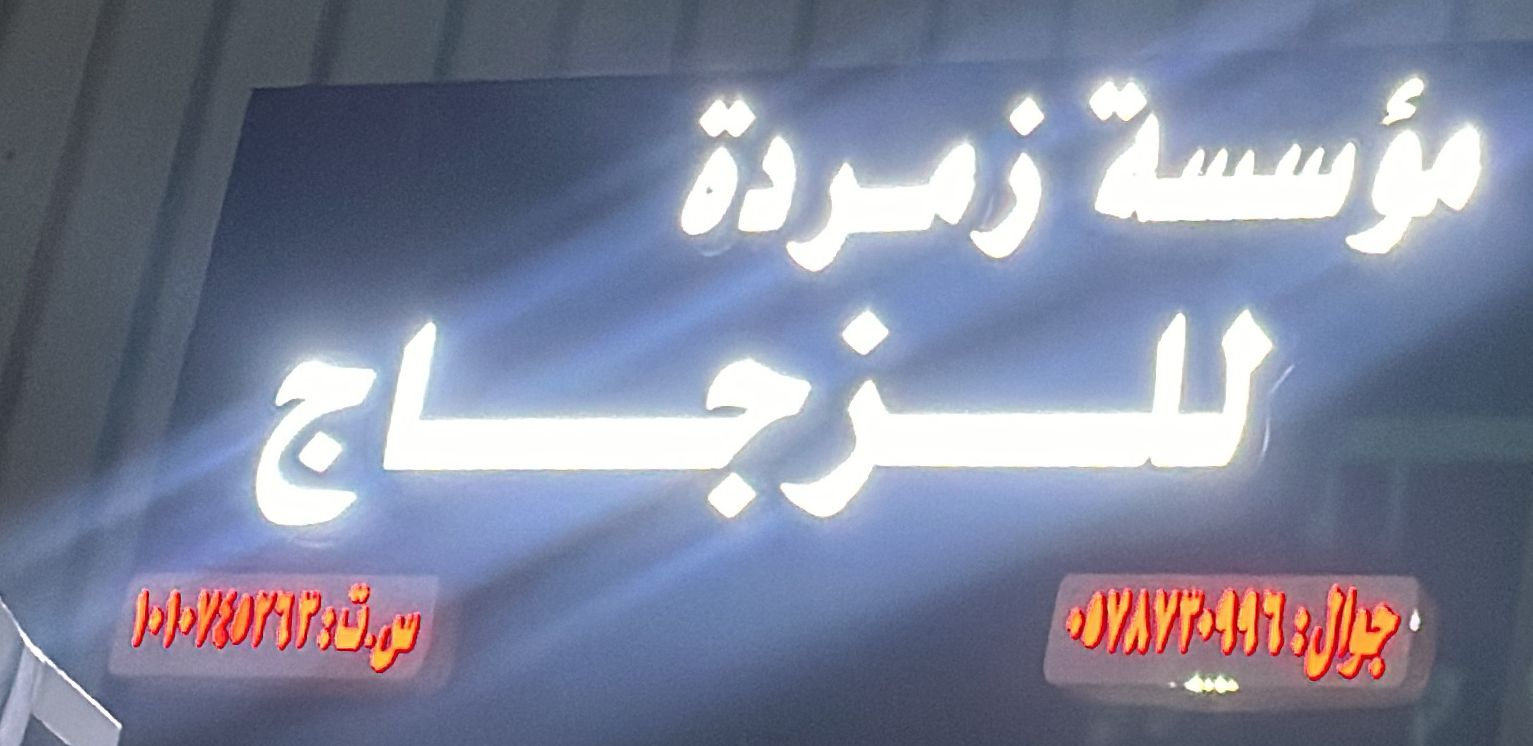 مؤسسة زمردة
للزجاج
جوال: ٠٥٧٨٧٣٠٩٩٦
س.ت: ١٠١٠٧٤٥٢٦٣